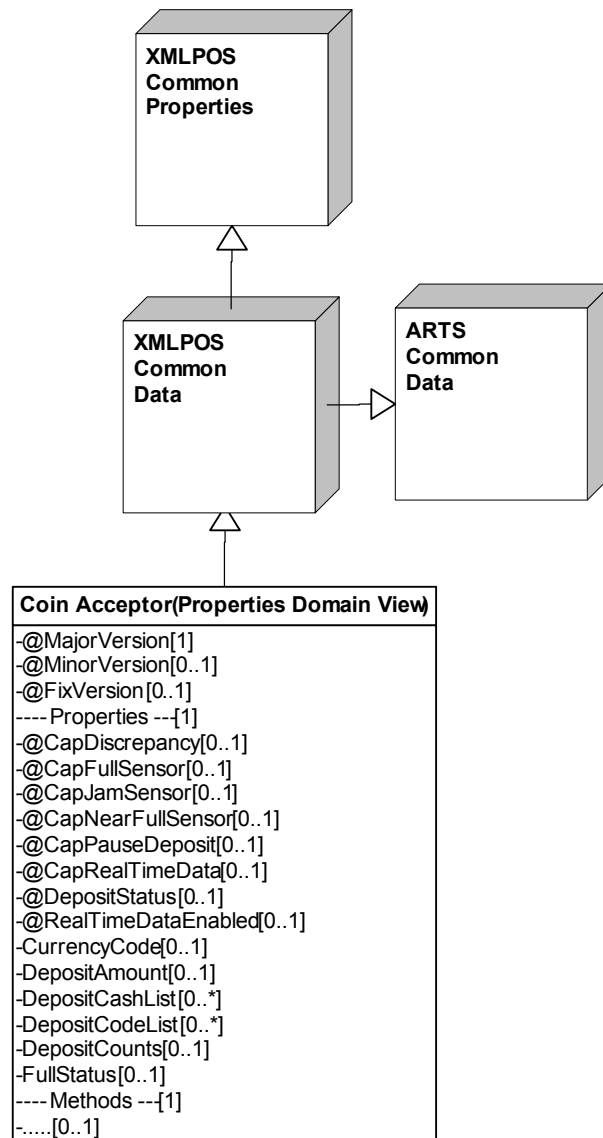 XMLPOS
Common
Properties
XMLPOS
Common
Data
ARTS
Common
Data
Coin Acceptor(Properties Domain View)
-@MajorVersion[1]
-@MinorVersion[0..1]
-@FixVersion[0..1]
---- Properties ---[1]
-@CapDiscrepancy[0..1]
-@CapFullSensor[0..1]
-@CapJamSensor[0..1]
-@CapNearFullSensor[0..1]
-@CapPauseDeposit[0..1]
-@CapRealTimeData[0..1]
-@DepositStatus[0..1]
-@RealTimeDataEnabled[0..1]
-CurrencyCode[0..1]
-DepositAmount[0..1]
-DepositCashList[0..*]
-DepositCodeList[0..*]
-DepositCounts[0..1]
-FullStatus[0..1]
---- Methods ---[1]
-.....[0..1]